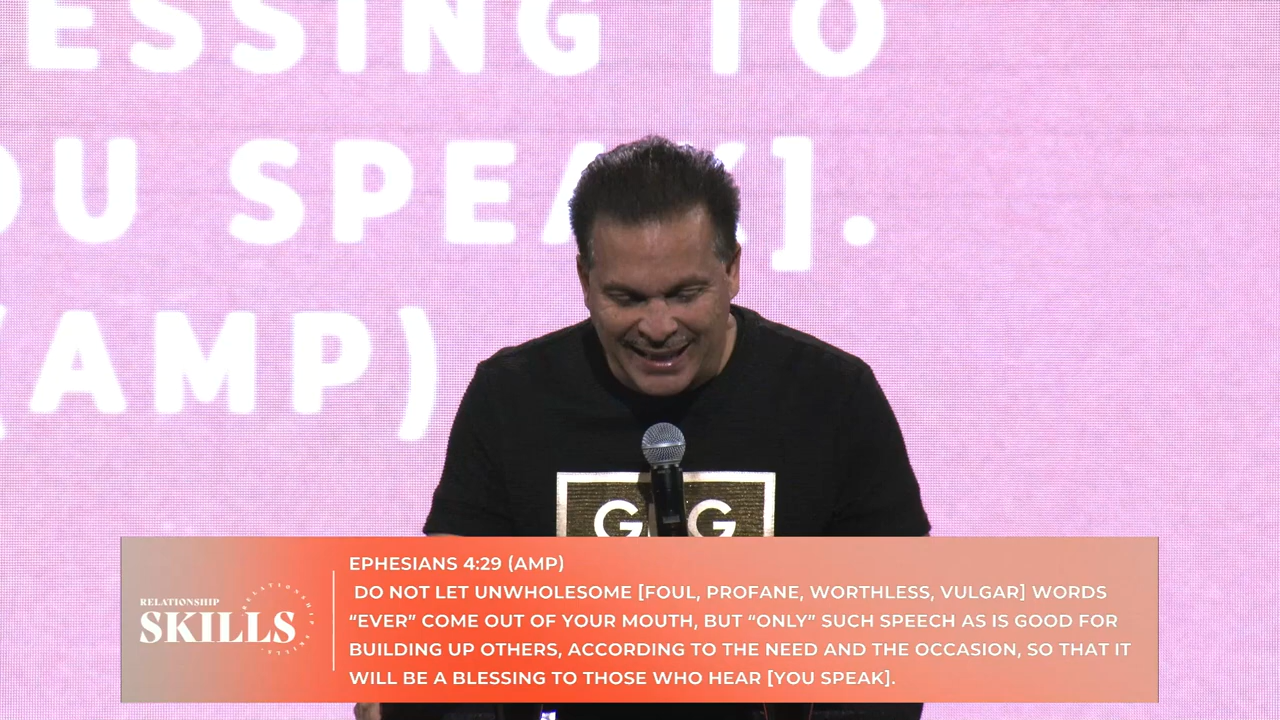 ESSING TO
OU SPEAK].
(AMP)
G G
RELATIONSHIP
SKILLS
RELATIONSHIP SKILLS
EPHESIANS 4:29 (AMP)
DO NOT LET UNWHOLESOME [FOUL, PROFANE, WORTHLESS, VULGAR] WORDS
“EVER” COME OUT OF YOUR MOUTH, BUT “ONLY” SUCH SPEECH AS IS GOOD FOR
BUILDING UP OTHERS, ACCORDING TO THE NEED AND THE OCCASION, SO THAT IT
WILL BE A BLESSING TO THOSE WHO HEAR [YOU SPEAK].